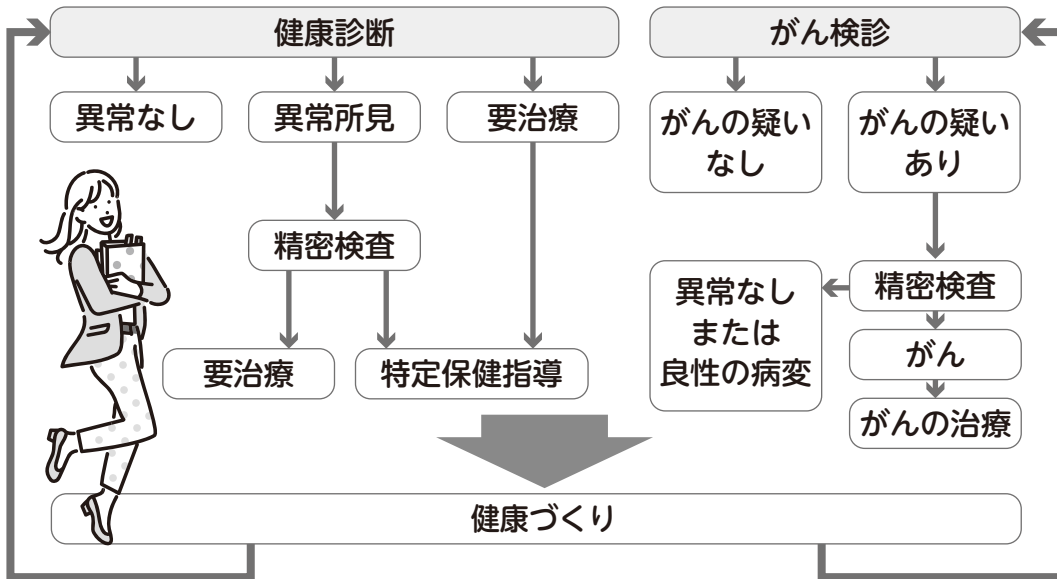 健康診断
がん検診
異常なし
異常所見
要治療
がんの疑い
なし
がんの疑い
あり
精密検査
要治療
特定保健指導
精密検査
異常なし
または
良性の病変
がん
がんの治療
健康づくり